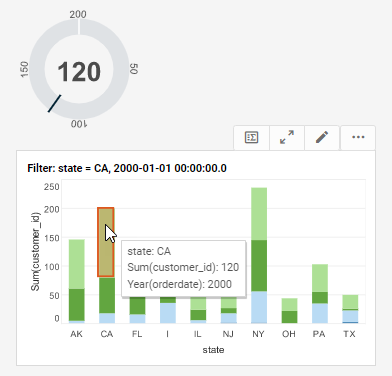 200
150
120
50
100
Filter: state = CA, 2000-01-01 00:00:00.0
Sum(customer_id)
250
200
150
100
50
0
state: CA
Sum(customer_id): 120
Year(orderdate): 2000
AK CA FL I IL NJ NY OH PA TX
state